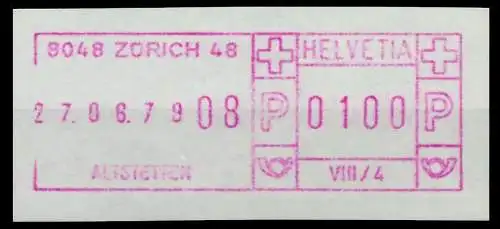 8048 ZÜRICH 48
HELVETIA
27.06.79 08 P 0100 P
ALTSTETTEN
VIII/4